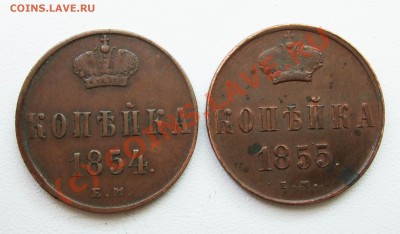 COINS.LAVE.RU
КОПѢЙКА
1854.
Е.М.
КОПѢЙКА
1855.